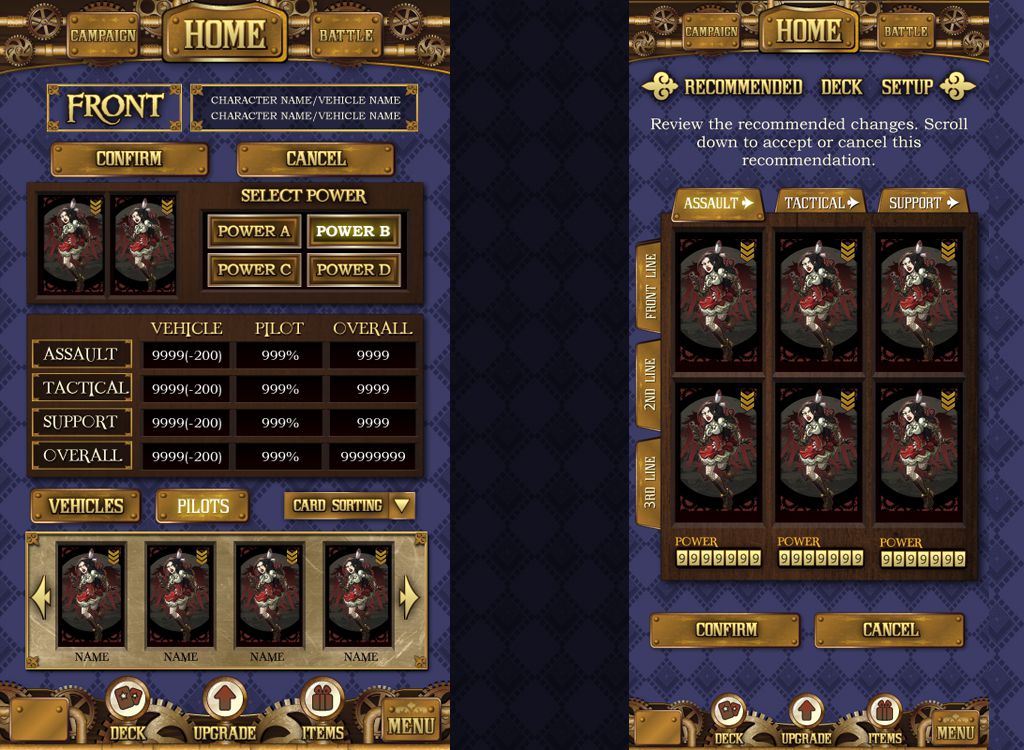 CAMPAIGN HOME BATTLE
FRONT
CHARACTER NAME/VEHICLE NAME
CHARACTER NAME/VEHICLE NAME
CONFIRM CANCEL
SELECT POWER
POWER A POWER B
POWER C POWER D
VEHICLE PILOT OVERALL
ASSAULT 9999(-200) 999% 9999
TACTICAL 9999(-200) 999% 9999
SUPPORT 9999(-200) 999% 9999
OVERALL 9999(-200) 999% 99999999
VEHICLES PILOTS CARD SORTING
NAME NAME NAME NAME
DECK UPGRADE ITEMS MENU
CAMPAIGN HOME BATTLE
RECOMMENDED DECK SETUP
Review the recommended changes. Scroll
down to accept or cancel this
recommendation.
ASSAULT TACTICAL SUPPORT
FRONT LINE
2ND LINE
3RD LINE
POWER POWER POWER
9999999 9999999 9999999
CONFIRM CANCEL
DECK UPGRADE ITEMS MENU